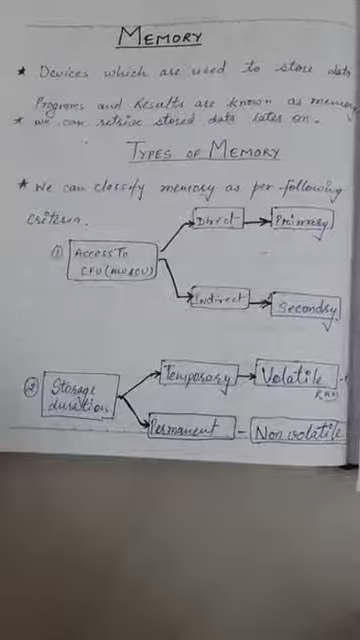 MEMORY
* Devices which are used to store data
Programs and Results are known as memory
* we can retrive stored data later on.
TYPES OF MEMORY
* We can classify memory as per following
criteria.
① Access To
CPU (ALU & CU)
Direct → Primary
Indirect → Secondry
② Storage
duration
Temporary → Volatile
RAM
Permanent – Non volatile